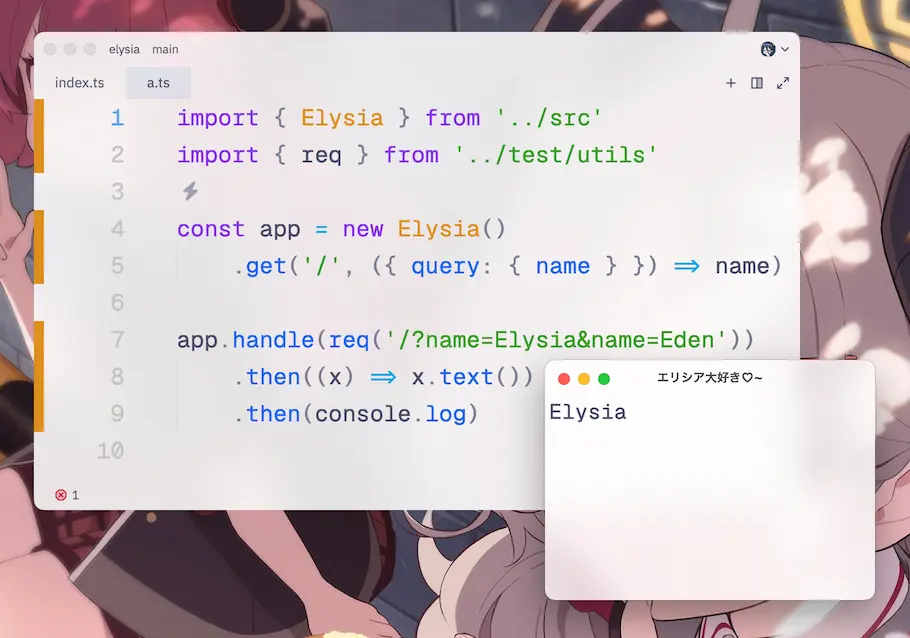 elysia main
index.ts a.ts
1 import { Elysia } from '../src'
2 import { req } from '../test/utils'
3
4 const app = new Elysia()
5 .get('/', ({ query: { name } }) => name)
6
7 app.handle(req('/?name=Elysia&name=Eden'))
8 .then((x) => x.text())
9 .then(console.log)
10
1
エリシア大好き♡~
Elysia